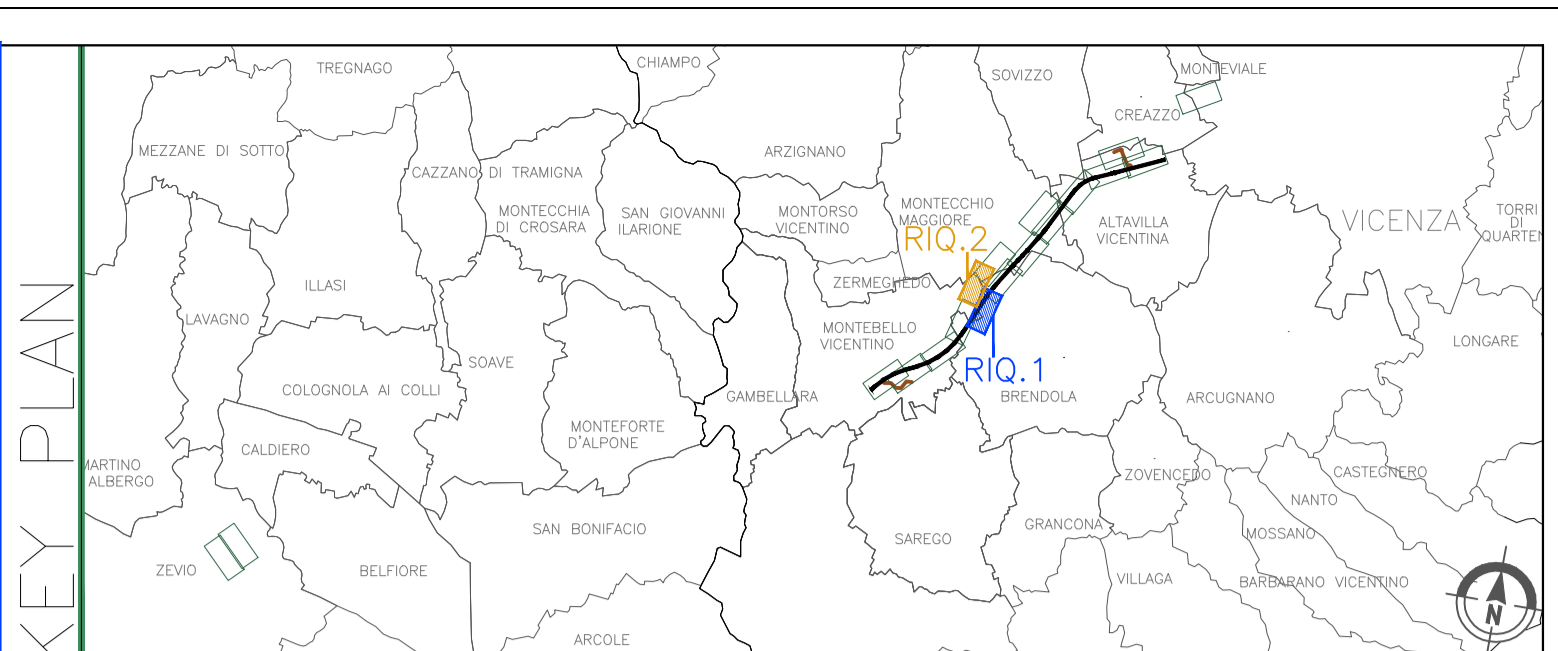 KEY PLAN
TREGNAGO
CHIAMPO
SOVIZZO
MONTEVIALE
CREAZZO
MEZZANE DI SOTTO
CAZZANO DI TRAMIGNA
ARZIGNANO
MONTECCHIA
DI CROSARA
SAN GIOVANNI
ILARIONE
MONTORSO
VICENTINO
MONTECCHIO
MAGGIORE
RIQ.2
ALTAVILLA
VICENTINA
VICENZA
TORRI
DI
QUARTE
ILLASI
ZERMEGHEDO
LAVAGNO
MONTEBELLO
VICENTINO
LONGARE
SOAVE
RIQ.1
COLOGNOLA AI COLLI
GAMBELLARA
BRENDOLA
ARCUGNANO
MONTEFORTE
D'ALPONE
CALDIERO
MARTINO
ALBERGO
ZOVENCEDO
CASTEGNERO
NANTO
SAN BONIFACIO
SAREGO
GRANCONA
MOSSANO
ZEVIO
BELFIORE
VILLAGA
BARBARANO VICENTINO
N
ARCOLE